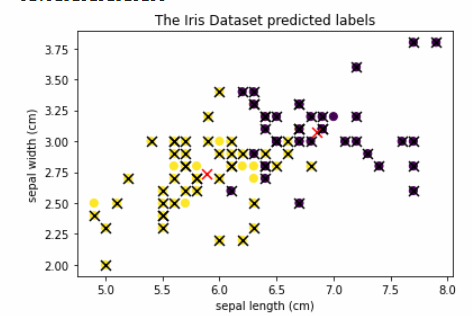 The Iris Dataset predicted labels
sepal width (cm)
3.75
3.50
3.25
3.00
2.75
2.50
2.25
2.00
5.0 5.5 6.0 6.5 7.0 7.5 8.0
sepal length (cm)